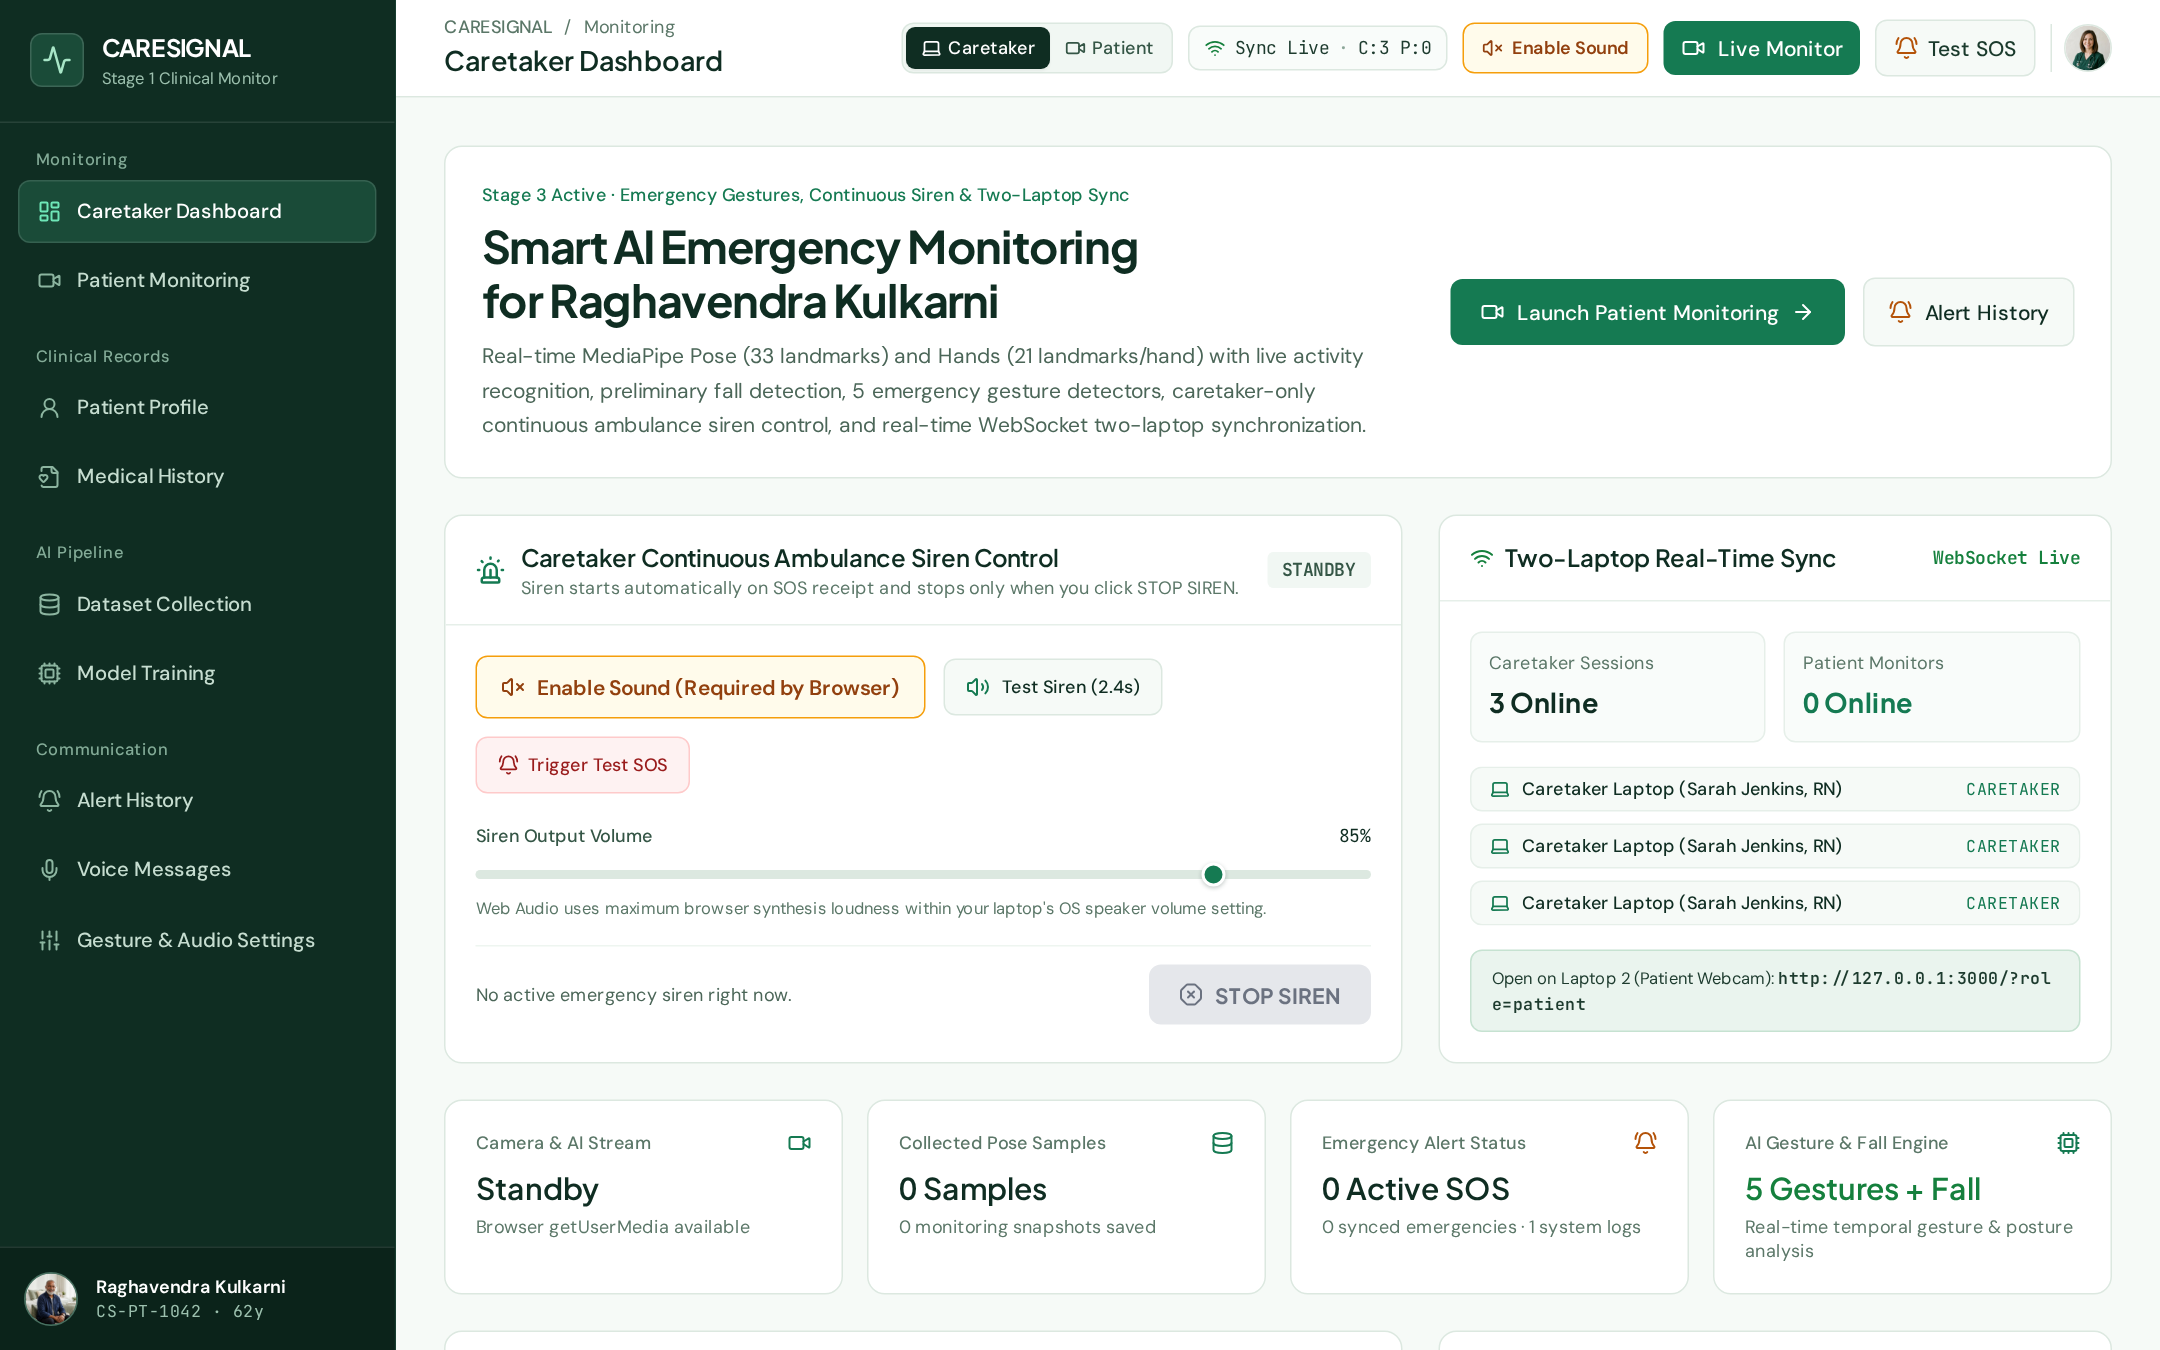 CARESIGNAL
Stage 1 Clinical Monitor
Monitoring
Caretaker Dashboard
Patient Monitoring
Clinical Records
Patient Profile
Medical History
AI Pipeline
Dataset Collection
Model Training
Communication
Alert History
Voice Messages
Gesture & Audio Settings
Raghavendra Kulkarni
CS-PT-1042 · 62y
CARESIGNAL / Monitoring
Caretaker Dashboard
Caretaker
Patient
Sync Live · C:3 P:0
Enable Sound
Live Monitor
Test SOS
Stage 3 Active · Emergency Gestures, Continuous Siren & Two-Laptop Sync
Smart AI Emergency Monitoring
for Raghavendra Kulkarni
Real-time MediaPipe Pose (33 landmarks) and Hands (21 landmarks/hand) with live activity
recognition, preliminary fall detection, 5 emergency gesture detectors, caretaker-only
continuous ambulance siren control, and real-time WebSocket two-laptop synchronization.
Launch Patient Monitoring
Alert History
Caretaker Continuous Ambulance Siren Control
Siren starts automatically on SOS receipt and stops only when you click STOP SIREN.
STANDBY
Enable Sound (Required by Browser)
Test Siren (2.4s)
Trigger Test SOS
Siren Output Volume
85%
Web Audio uses maximum browser synthesis loudness within your laptop's OS speaker volume setting.
No active emergency siren right now.
STOP SIREN
Two-Laptop Real-Time Sync
WebSocket Live
Caretaker Sessions
3 Online
Patient Monitors
0 Online
Caretaker Laptop (Sarah Jenkins, RN)
CARETAKER
Caretaker Laptop (Sarah Jenkins, RN)
CARETAKER
Caretaker Laptop (Sarah Jenkins, RN)
CARETAKER
Open on Laptop 2 (Patient Webcam): http://127.0.0.1:3000/?rol
e=patient
Camera & AI Stream
Standby
Browser getUserMedia available
Collected Pose Samples
0 Samples
0 monitoring snapshots saved
Emergency Alert Status
0 Active SOS
0 synced emergencies · 1 system logs
AI Gesture & Fall Engine
5 Gestures + Fall
Real-time temporal gesture & posture
analysis